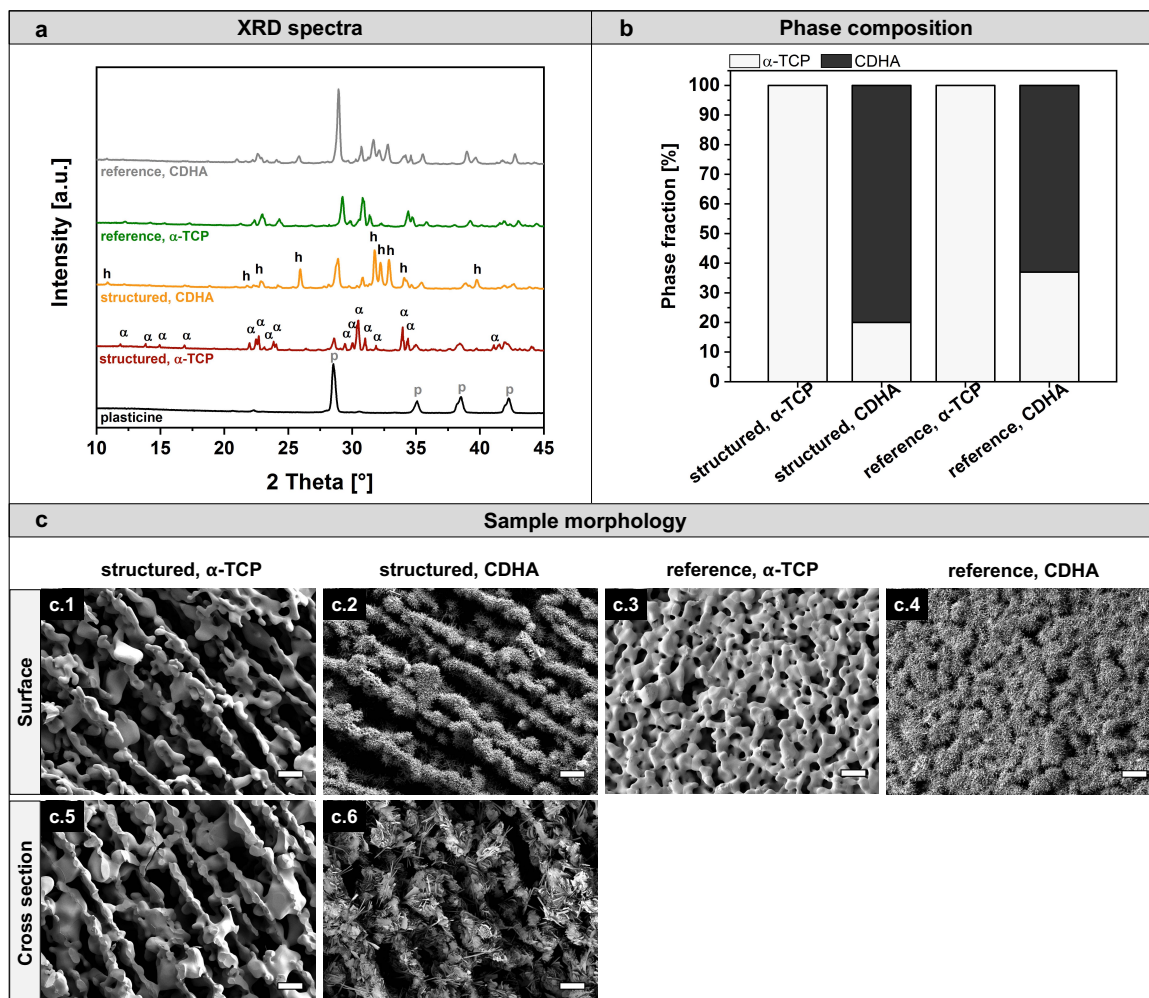 a
XRD spectra
b
Phase composition
Intensity [a.u.]
reference, CDHA
reference, α-TCP
h h h h h h h h h
structured, CDHA
α α α α α α α α α α α α α α α α
structured, α-TCP
p p p p
plasticine
10 15 20 25 30 35 40 45
2 Theta [°]
α-TCP CDHA
Phase fraction [%]
100
90
80
70
60
50
40
30
20
10
0
structured, α-TCP
structured, CDHA
reference, α-TCP
reference, CDHA
c
Sample morphology
structured, α-TCP structured, CDHA reference, α-TCP reference, CDHA
Surface
c.1 c.2 c.3 c.4
Cross section
c.5 c.6